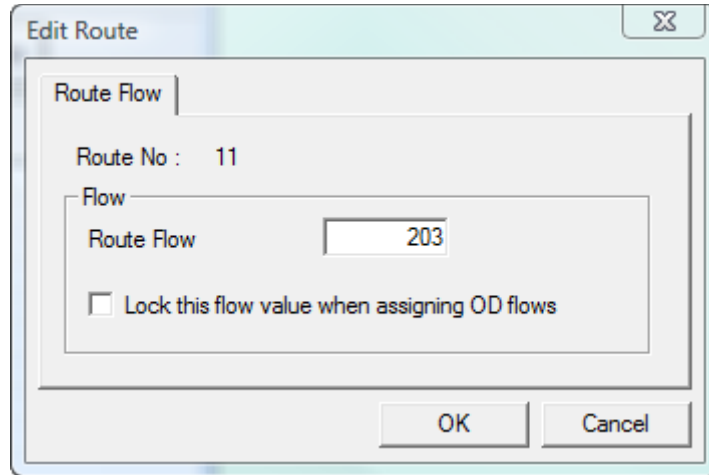 Edit Route
Route Flow
Route No : 11
Flow
Route Flow 203
Lock this flow value when assigning OD flows
OK Cancel